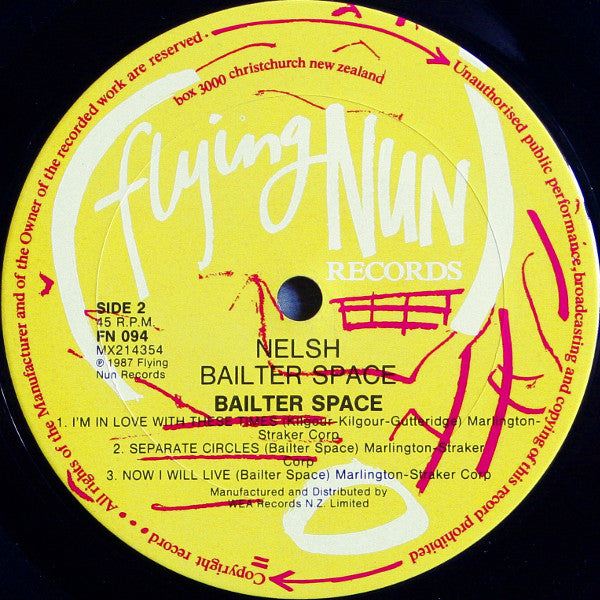 All rights of the Manufacturer and of the Owner of the recorded work are reserved.
Unauthorised public performance, broadcasting and copying of this record prohibited
Copyright record
box 3000 christchurch new zealand
flying NUN
RECORDS
SIDE 2
45 R.P.M.
FN 094
MX214354
℗ 1987 Flying
Nun Records
NELSH
BAILTER SPACE
BAILTER SPACE
1. I'M IN LOVE WITH THESE TIMES (Kilgour-Kilgour-Gutteridge) Marlington-
Straker Corp
2. SEPARATE CIRCLES (Bailter Space) Marlington-Straker
Corp
3. NOW I WILL LIVE (Bailter Space) Marlington-Straker Corp
Manufactured and Distributed by
WEA Records N.Z. Limited